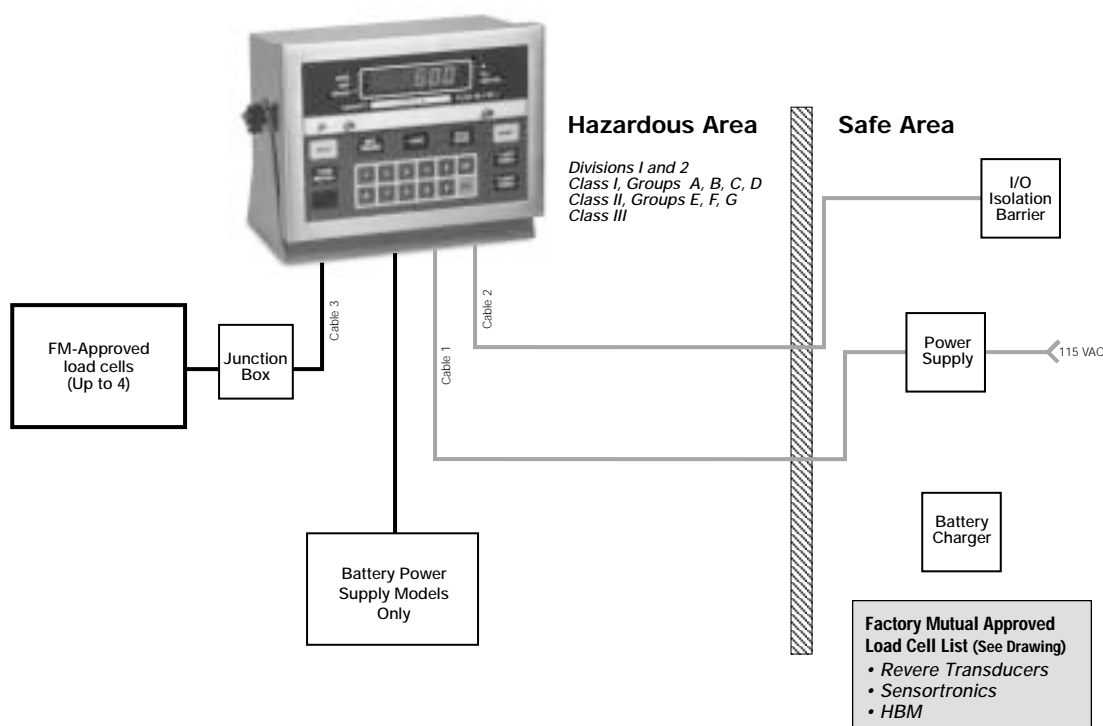 600
Hazardous Area
Divisions I and 2
Class I, Groups A, B, C, D
Class II, Groups E, F, G
Class III
Safe Area
I/O
Isolation
Barrier
Cable 3
Cable 2
Cable 1
FM-Approved
load cells
(Up to 4)
Junction
Box
Power
Supply
115 VAC
Battery
Charger
Battery Power
Supply Models
Only
Factory Mutual Approved
Load Cell List (See Drawing)
• Revere Transducers
• Sensortronics
• HBM